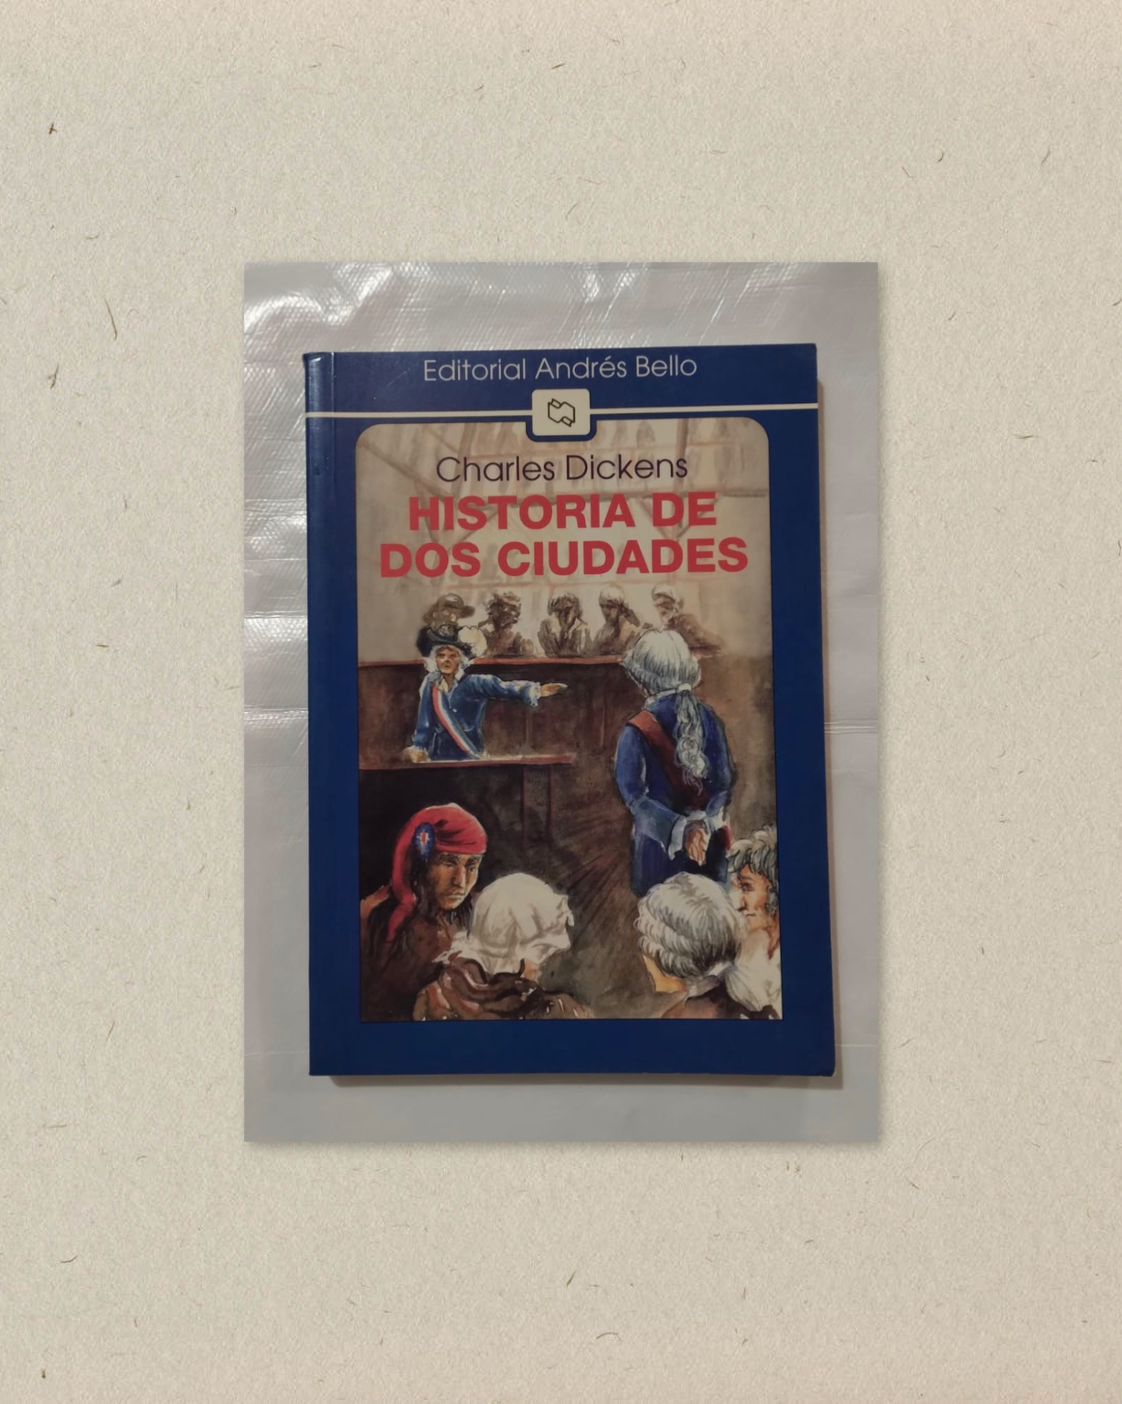 Editorial Andrés Bello
Charles Dickens
HISTORIA DE
DOS CIUDADES